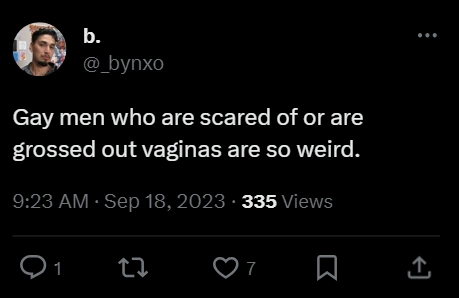 b.
@_bynxo
Gay men who are scared of or are
grossed out vaginas are so weird.
9:23 AM · Sep 18, 2023 · 335 Views
1 7